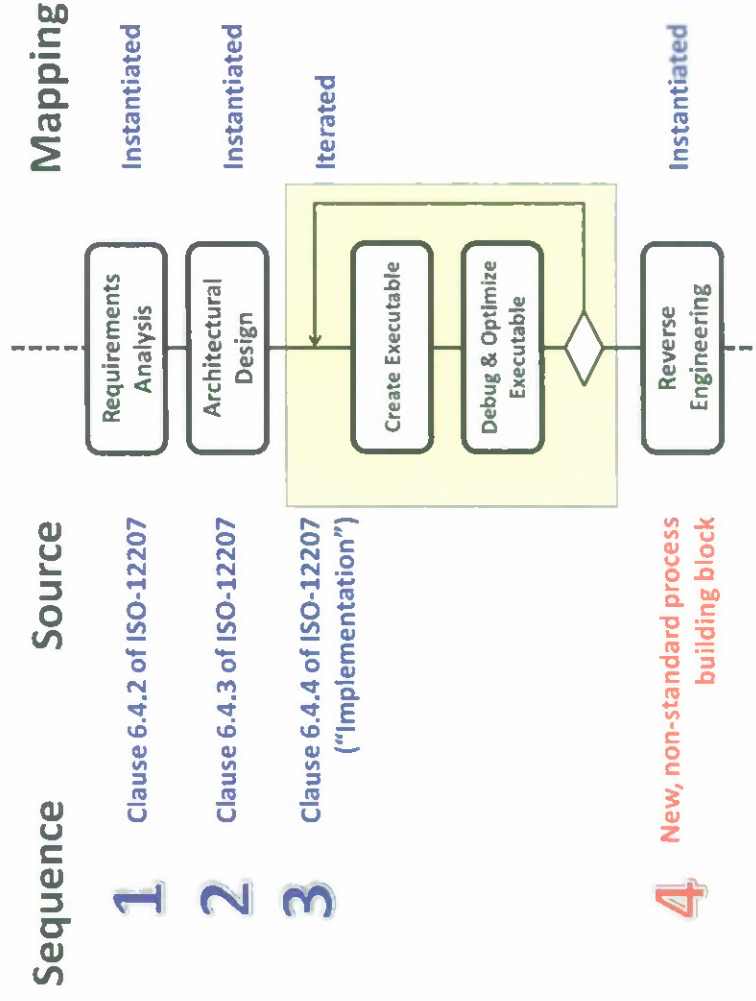 Sequence
Source
Mapping
1
Clause 6.4.2 of ISO-12207
Requirements
Analysis
Instantiated
2
Clause 6.4.3 of ISO-12207
Architectural
Design
Instantiated
3
Clause 6.4.4 of ISO-12207
(“Implementation”)
Iterated
Create Executable
Debug & Optimize
Executable
4
New, non-standard process
building block
Reverse
Engineering
Instantiated